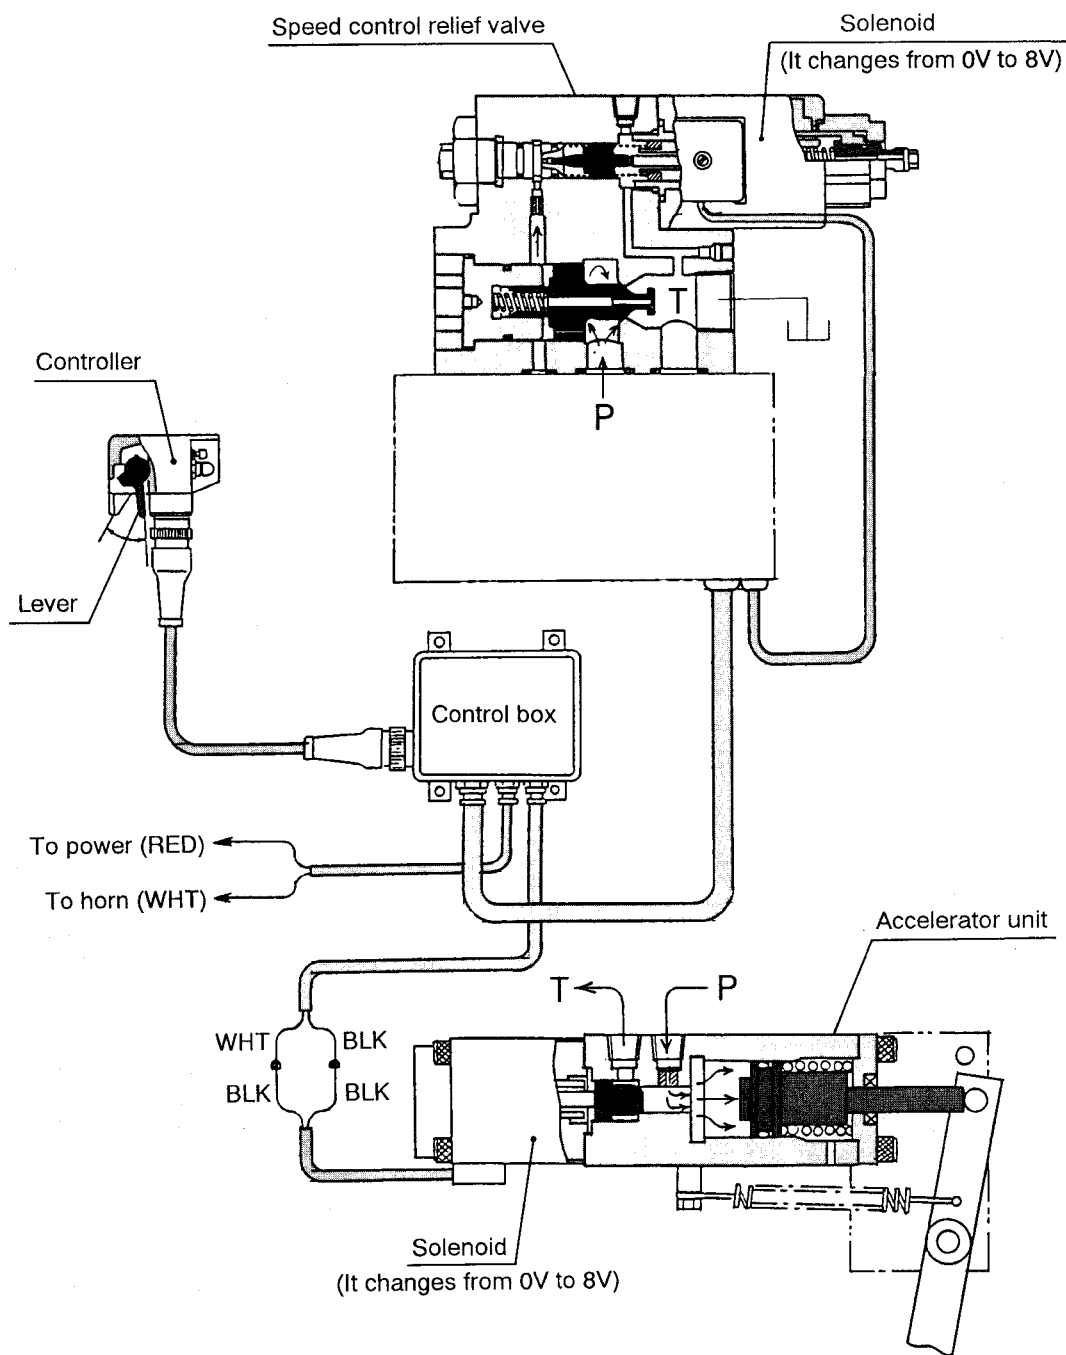 Speed control relief valve
Solenoid
(It changes from 0V to 8V)
T
P
Controller
Lever
Control box
To power (RED)
To horn (WHT)
Accelerator unit
T
P
WHT
BLK
BLK
BLK
Solenoid
(It changes from 0V to 8V)